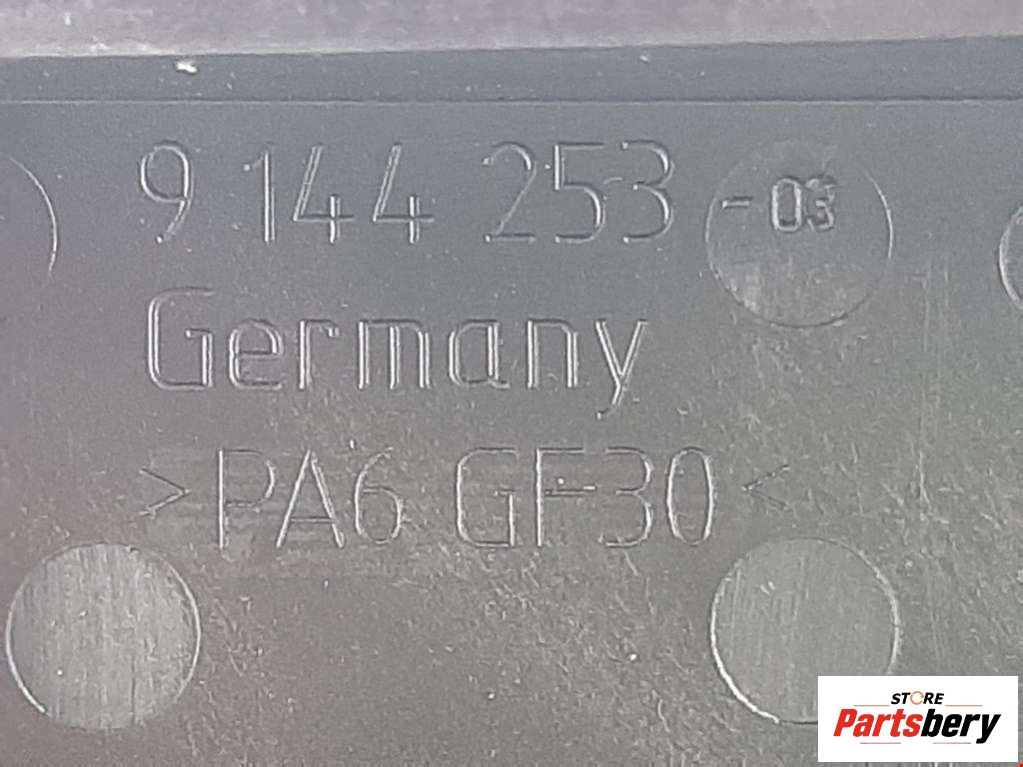 9 144 253 -03
Germany
>PA6 GF30<
STORE
Partsbery